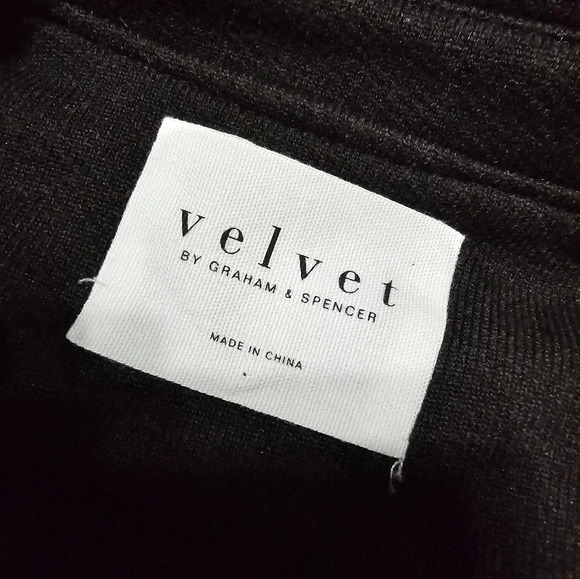 velvet
BY GRAHAM & SPENCER
MADE IN CHINA